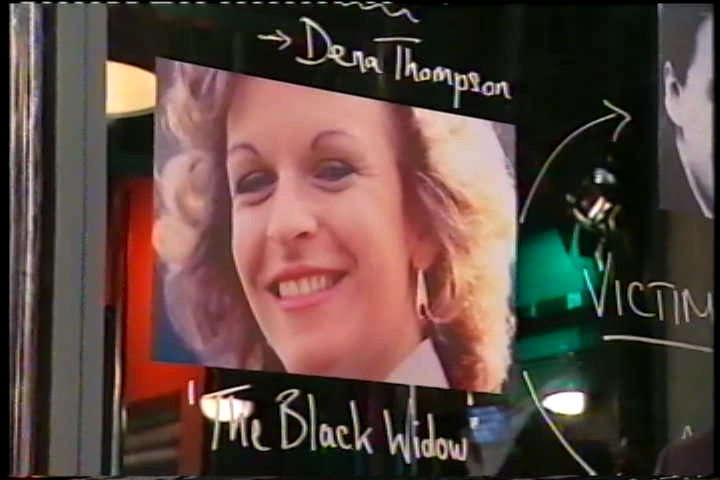 → Dena Thompson
VICTIM
'The Black Widow'